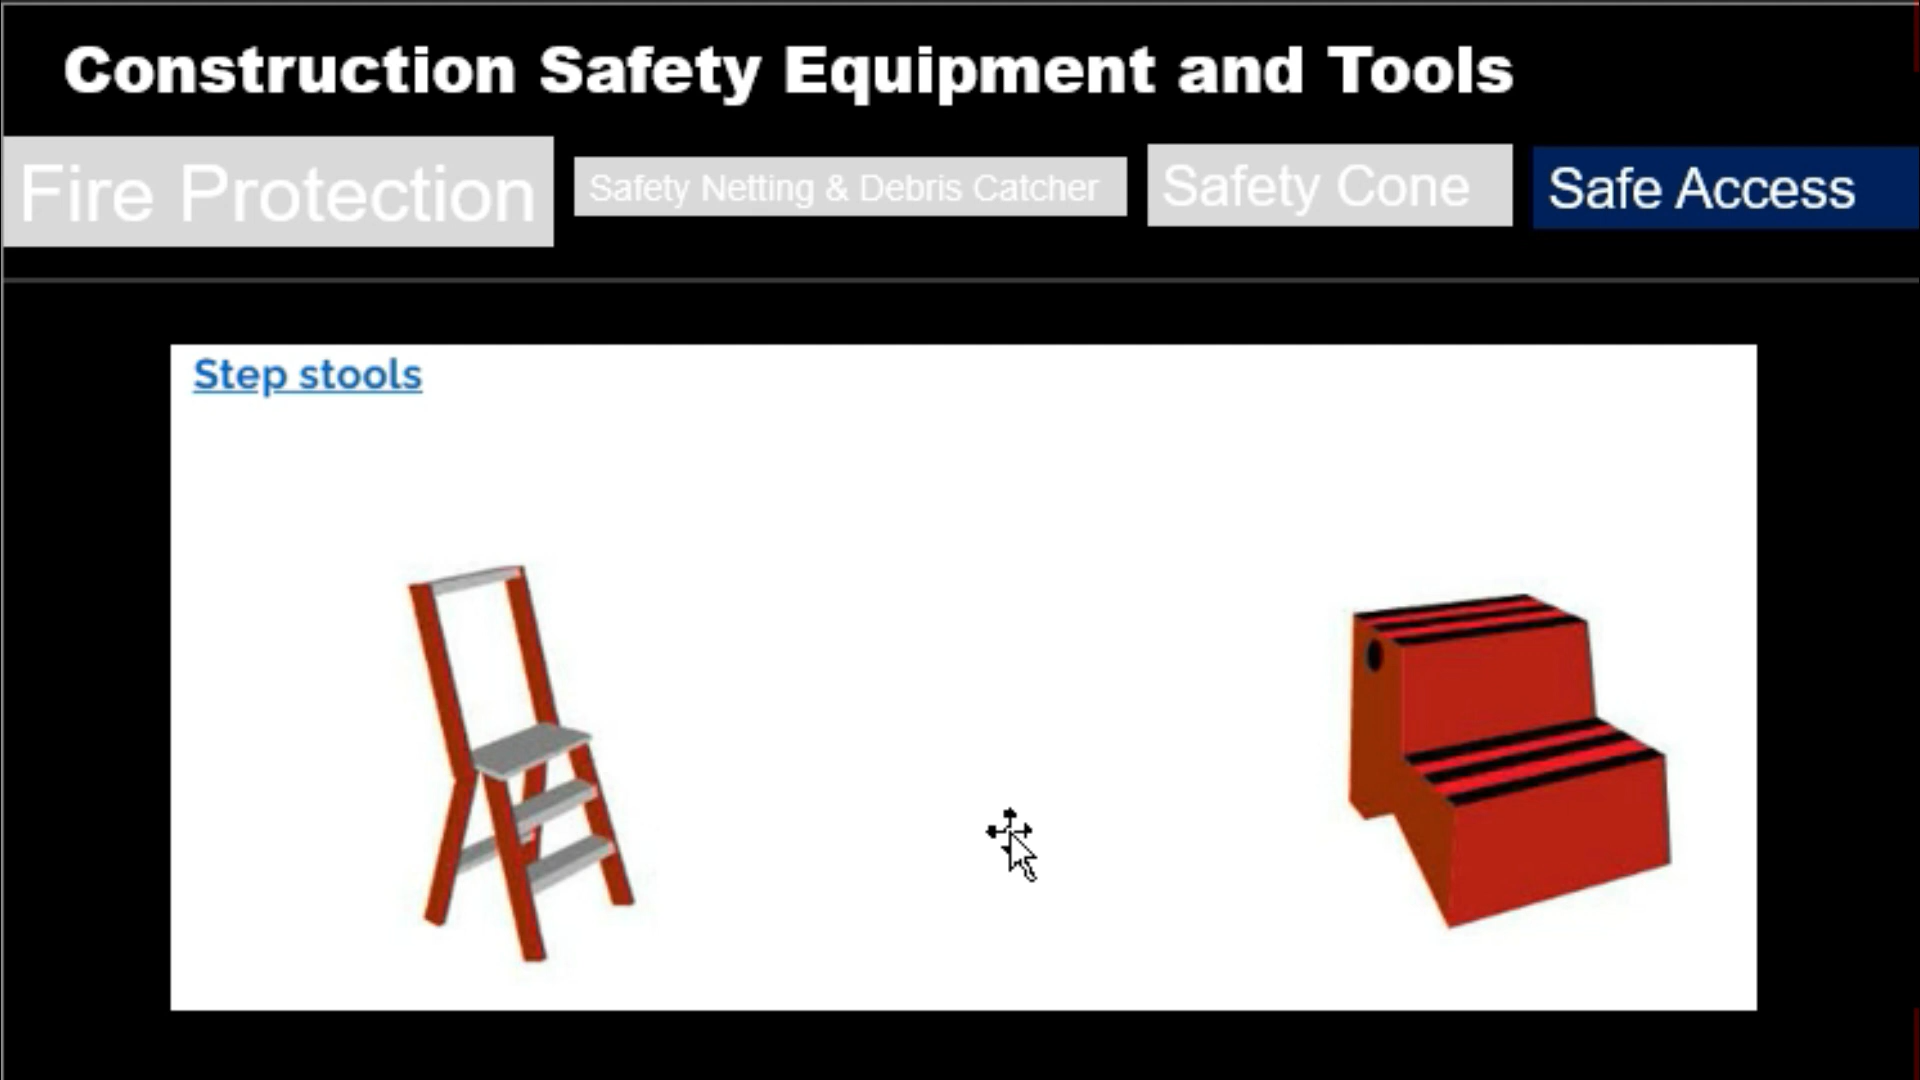 Construction Safety Equipment and Tools
Fire Protection
Safety Netting & Debris Catcher
Safety Cone
Safe Access
Step stools